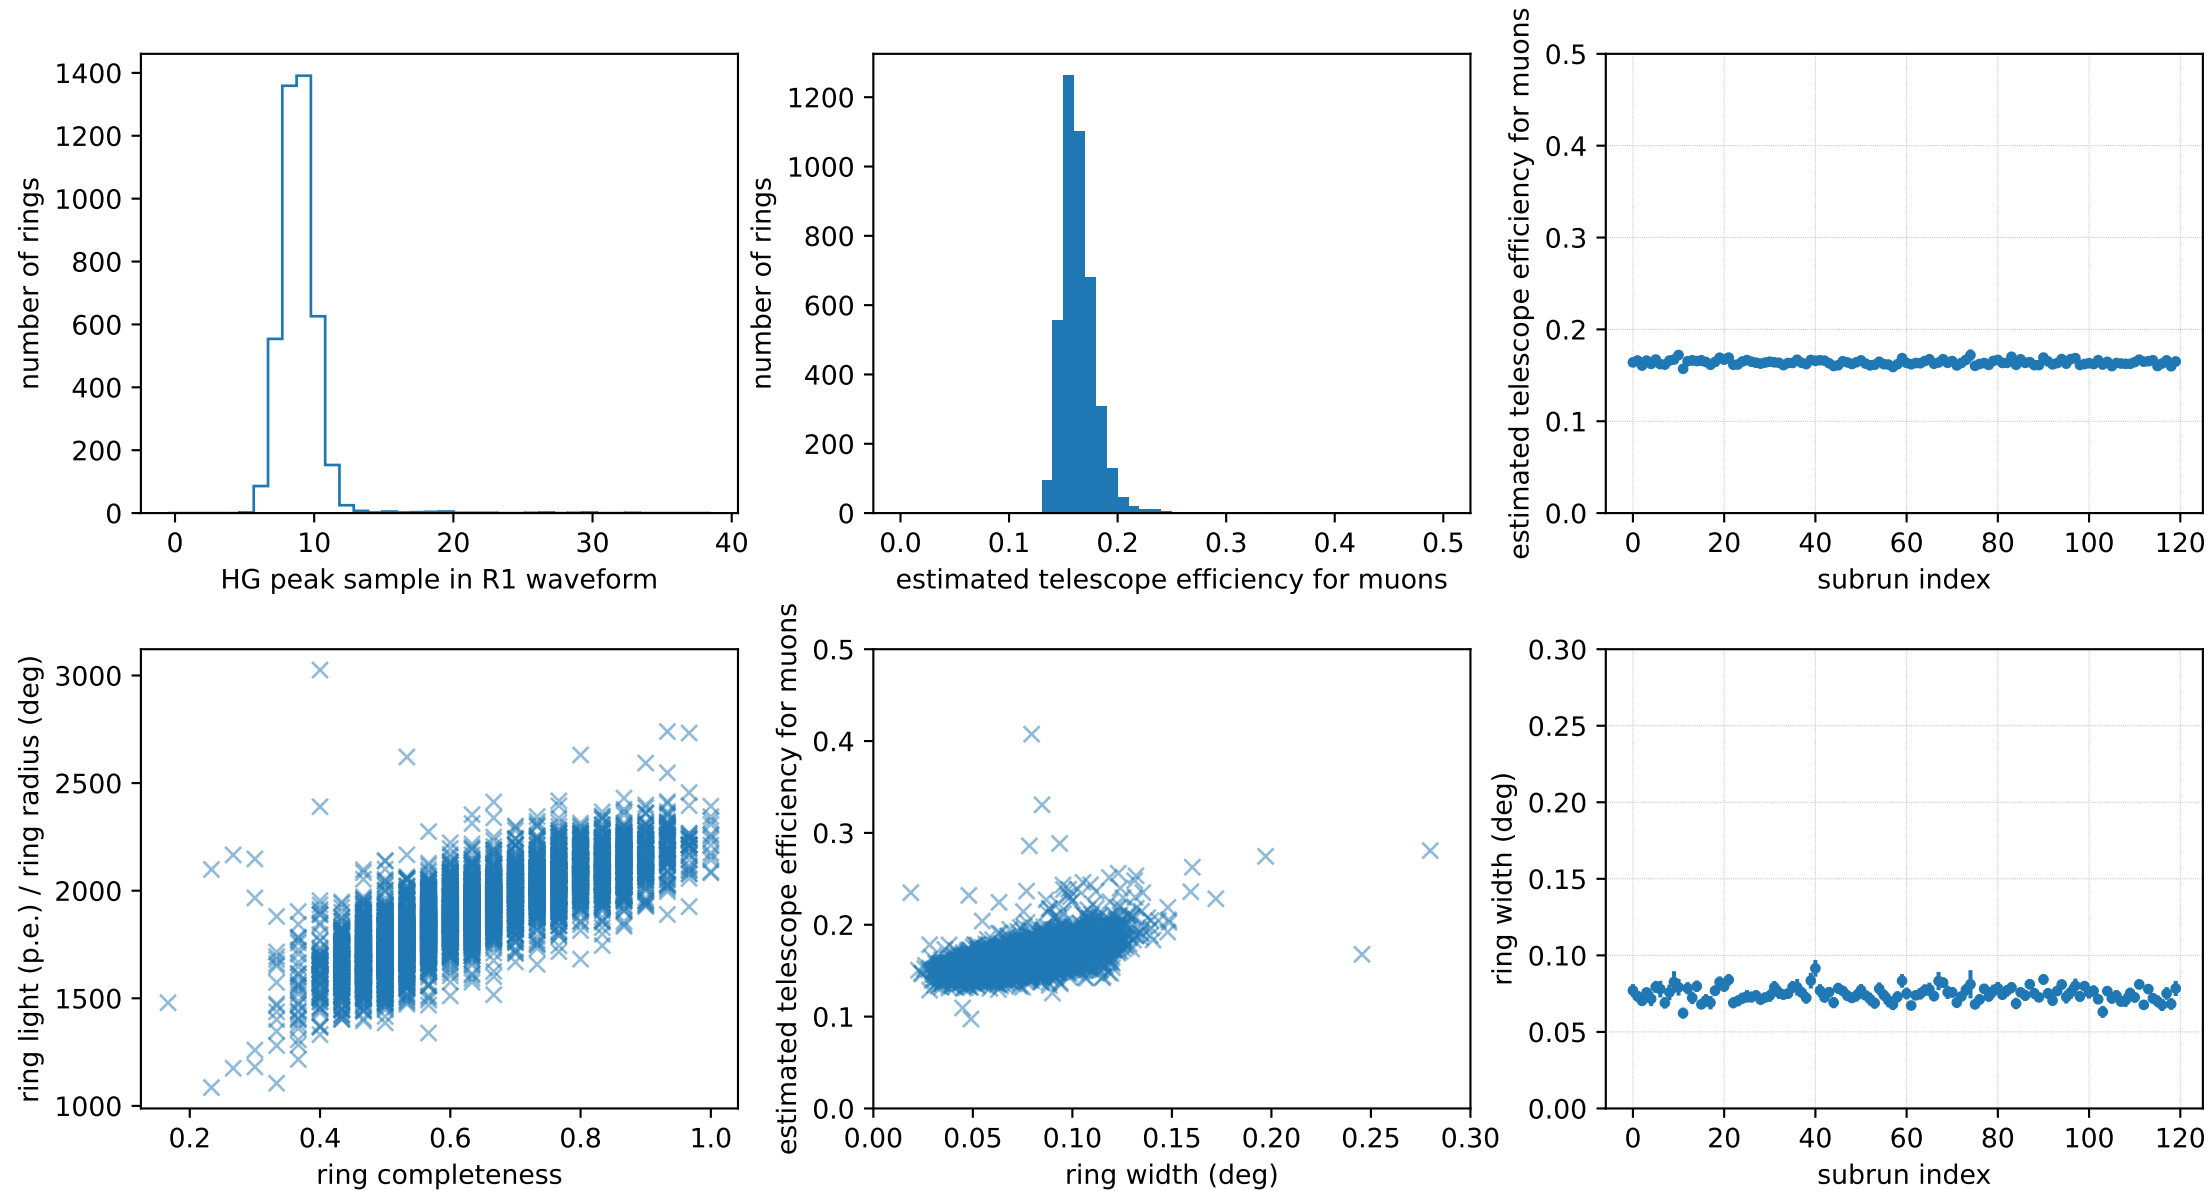 1400
1200
1000
800
600
400
200
0
number of rings
0 10 20 30 40
HG peak sample in R1 waveform
1200
1000
800
600
400
200
0
number of rings
0.0 0.1 0.2 0.3 0.4 0.5
estimated telescope efficiency for muons
0.5
0.4
0.3
0.2
0.1
0.0
estimated telescope efficiency for muons
0 20 40 60 80 100 120
subrun index
3000
2500
2000
1500
1000
ring light (p.e.) / ring radius (deg)
0.2 0.4 0.6 0.8 1.0
ring completeness
0.5
0.4
0.3
0.2
0.1
0.0
estimated telescope efficiency for muons
0.00 0.05 0.10 0.15 0.20 0.25 0.30
ring width (deg)
0.30
0.25
0.20
0.15
0.10
0.05
0.00
ring width (deg)
0 20 40 60 80 100 120
subrun index